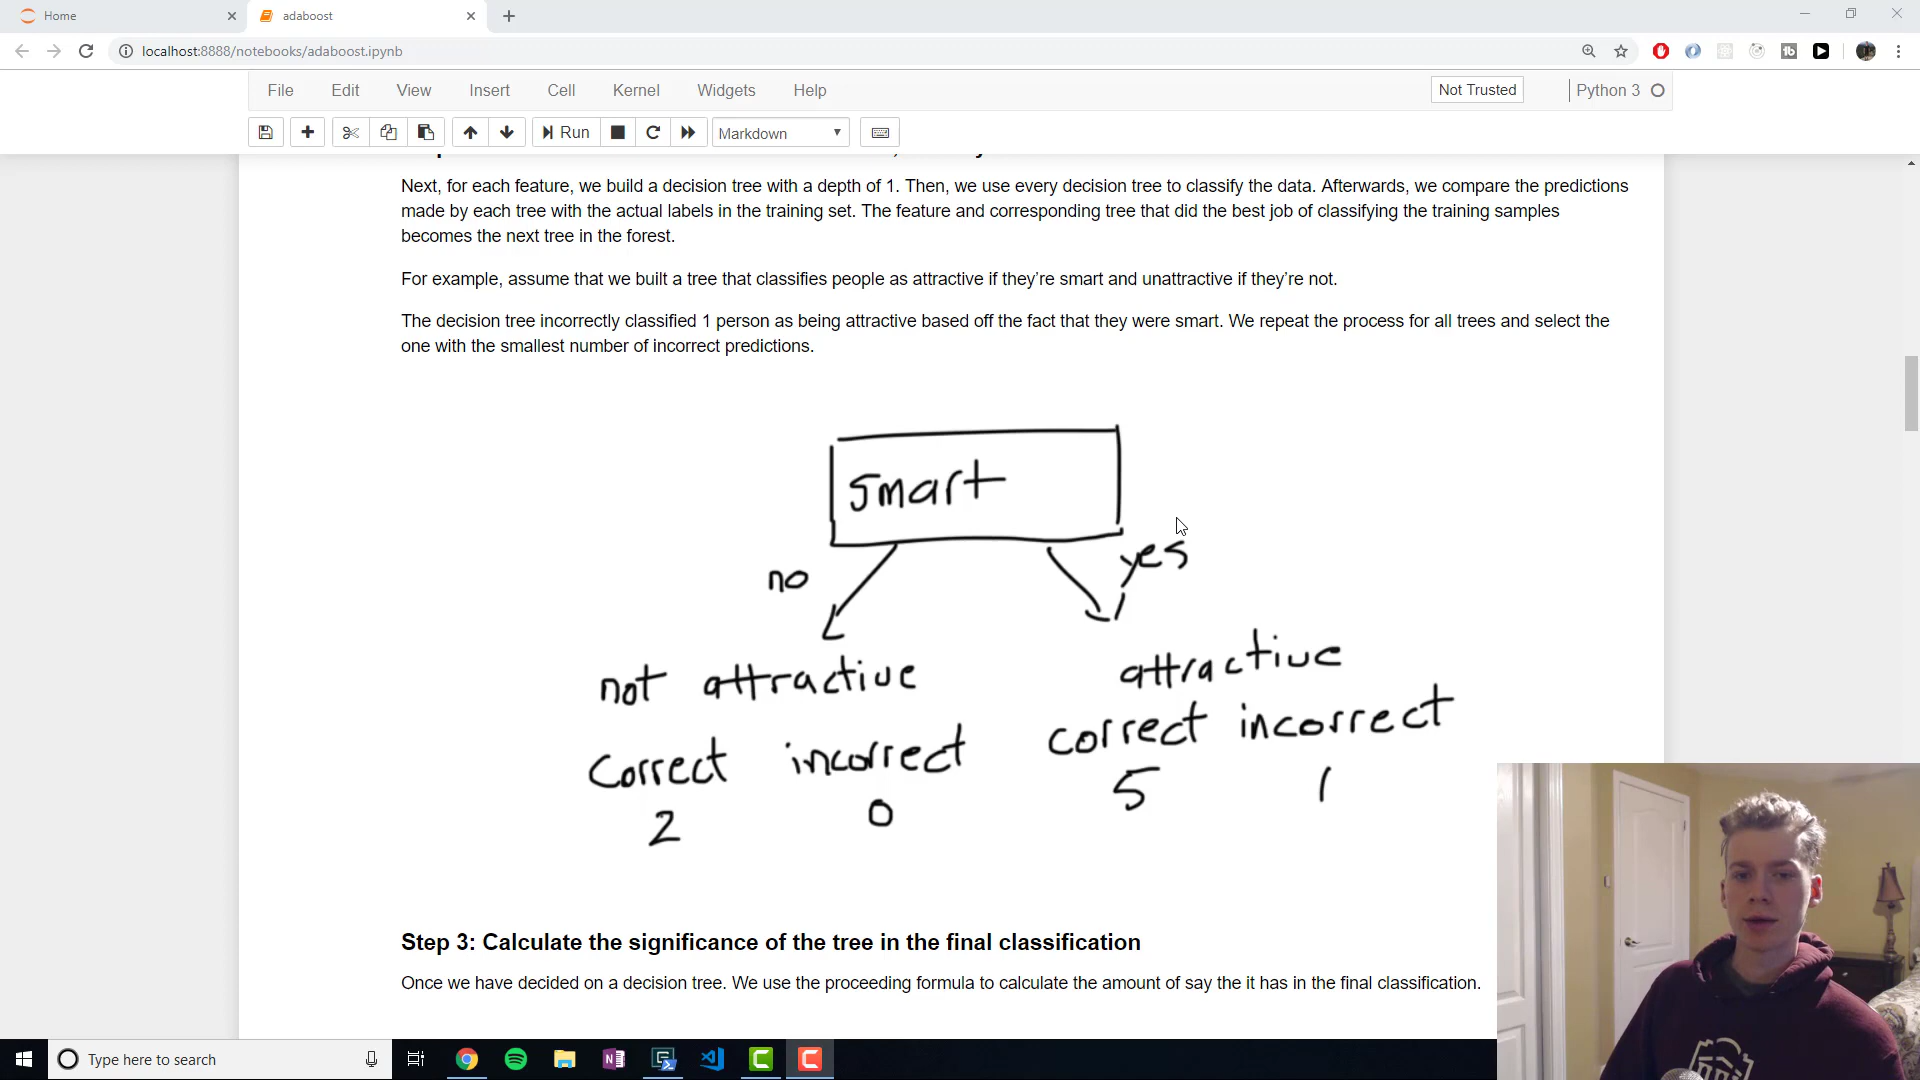 Home
adaboost
localhost:8888/notebooks/adaboost.ipynb
File Edit View Insert Cell Kernel Widgets Help Not Trusted Python 3
Run Markdown
Next, for each feature, we build a decision tree with a depth of 1. Then, we use every decision tree to classify the data. Afterwards, we compare the predictions
made by each tree with the actual labels in the training set. The feature and corresponding tree that did the best job of classifying the training samples
becomes the next tree in the forest.
For example, assume that we built a tree that classifies people as attractive if they're smart and unattractive if they're not.
The decision tree incorrectly classified 1 person as being attractive based off the fact that they were smart. We repeat the process for all trees and select the
one with the smallest number of incorrect predictions.
smart
no yes
not attractive attractive
correct incorrect correct incorrect
2 0 5 1
Step 3: Calculate the significance of the tree in the final classification
Once we have decided on a decision tree. We use the proceeding formula to calculate the amount of say the it has in the final classification.
Type here to search